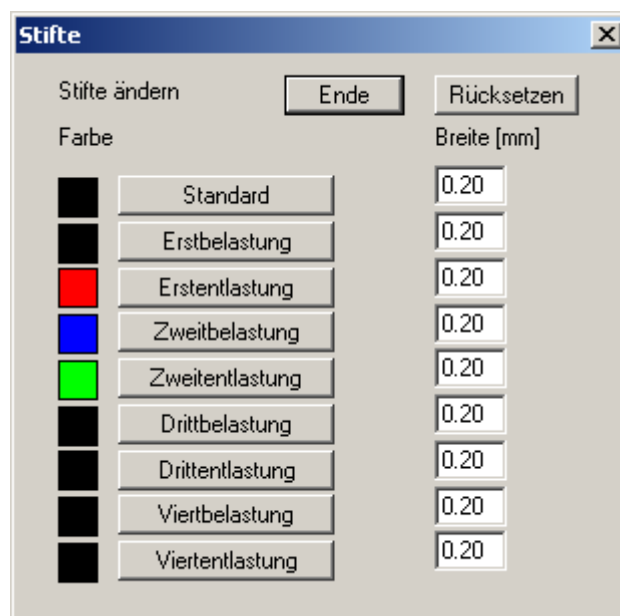 Stifte
Stifte ändern Ende Rücksetzen
Farbe Breite [mm]
Standard 0.20
Erstbelastung 0.20
Erstentlastung 0.20
Zweitbelastung 0.20
Zweitentlastung 0.20
Drittbelastung 0.20
Drittentlastung 0.20
Viertbelastung 0.20
Viertentlastung 0.20